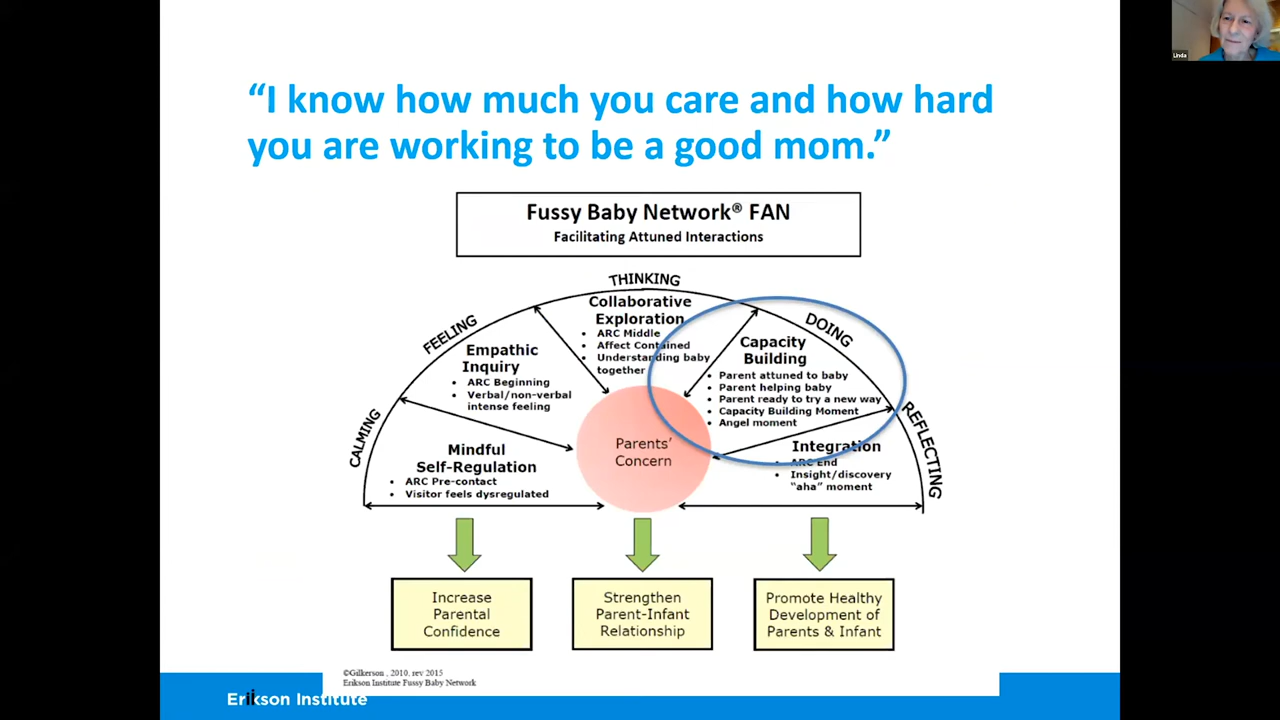 Linda
“I know how much you care and how hard
you are working to be a good mom.”
Fussy Baby Network® FAN
Facilitating Attuned Interactions
CALMING
FEELING
THINKING
DOING
REFLECTING
Mindful
Self-Regulation
• ARC Pre-contact
• Visitor feels dysregulated
Empathic
Inquiry
• ARC Beginning
• Verbal/non-verbal
intense feeling
Collaborative
Exploration
• ARC Middle
• Affect Contained
• Understanding baby
together
Capacity
Building
• Parent attuned to baby
• Parent helping baby
• Parent ready to try a new way
• Capacity Building Moment
• Angel moment
Integration
• ARC End
• Insight/discovery
“aha” moment
Parents’
Concern
Increase
Parental
Confidence
Strengthen
Parent-Infant
Relationship
Promote Healthy
Development of
Parents & Infant
©Gilkerson , 2010, rev 2015
Erikson Institute Fussy Baby Network
Erikson Institute